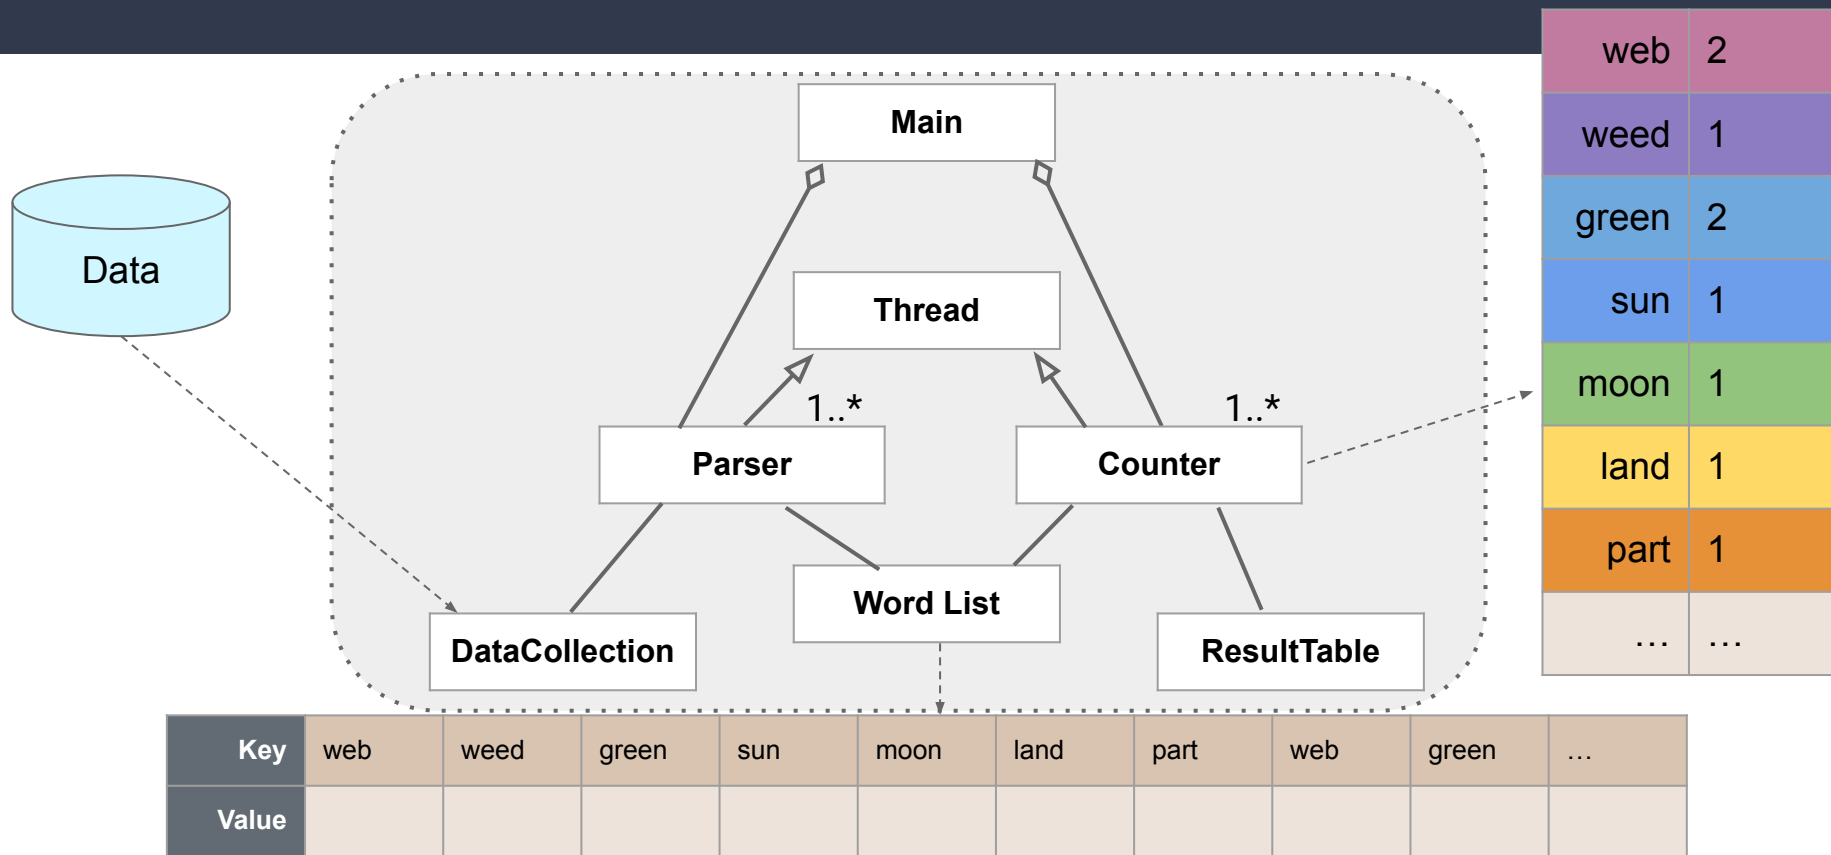 web 2
weed 1
green 2
sun 1
moon 1
land 1
part 1
… …
Main
Data
Thread
1..* 1..*
Parser Counter
Word List
DataCollection ResultTable
Key web weed green sun moon land part web green …
Value